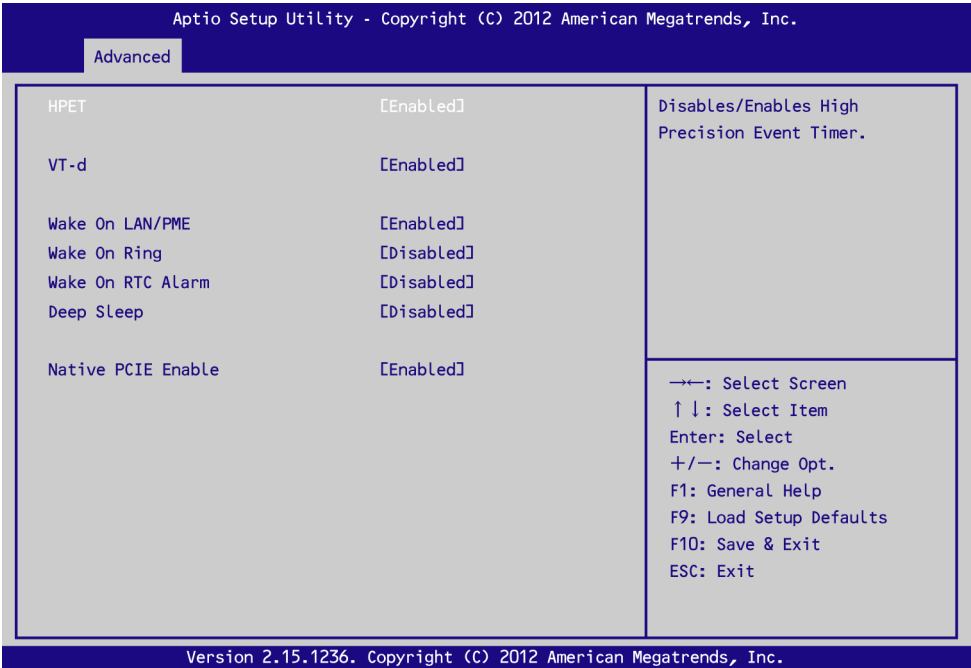 Aptio Setup Utility - Copyright (C) 2012 American Megatrends, Inc.
Advanced
HPET [Enabled]
VT-d [Enabled]
Wake On LAN/PME [Enabled]
Wake On Ring [Disabled]
Wake On RTC Alarm [Disabled]
Deep Sleep [Disabled]
Native PCIE Enable [Enabled]
Disables/Enables High
Precision Event Timer.
→←: Select Screen
↑↓: Select Item
Enter: Select
+/-: Change Opt.
F1: General Help
F9: Load Setup Defaults
F10: Save & Exit
ESC: Exit
Version 2.15.1236. Copyright (C) 2012 American Megatrends, Inc.